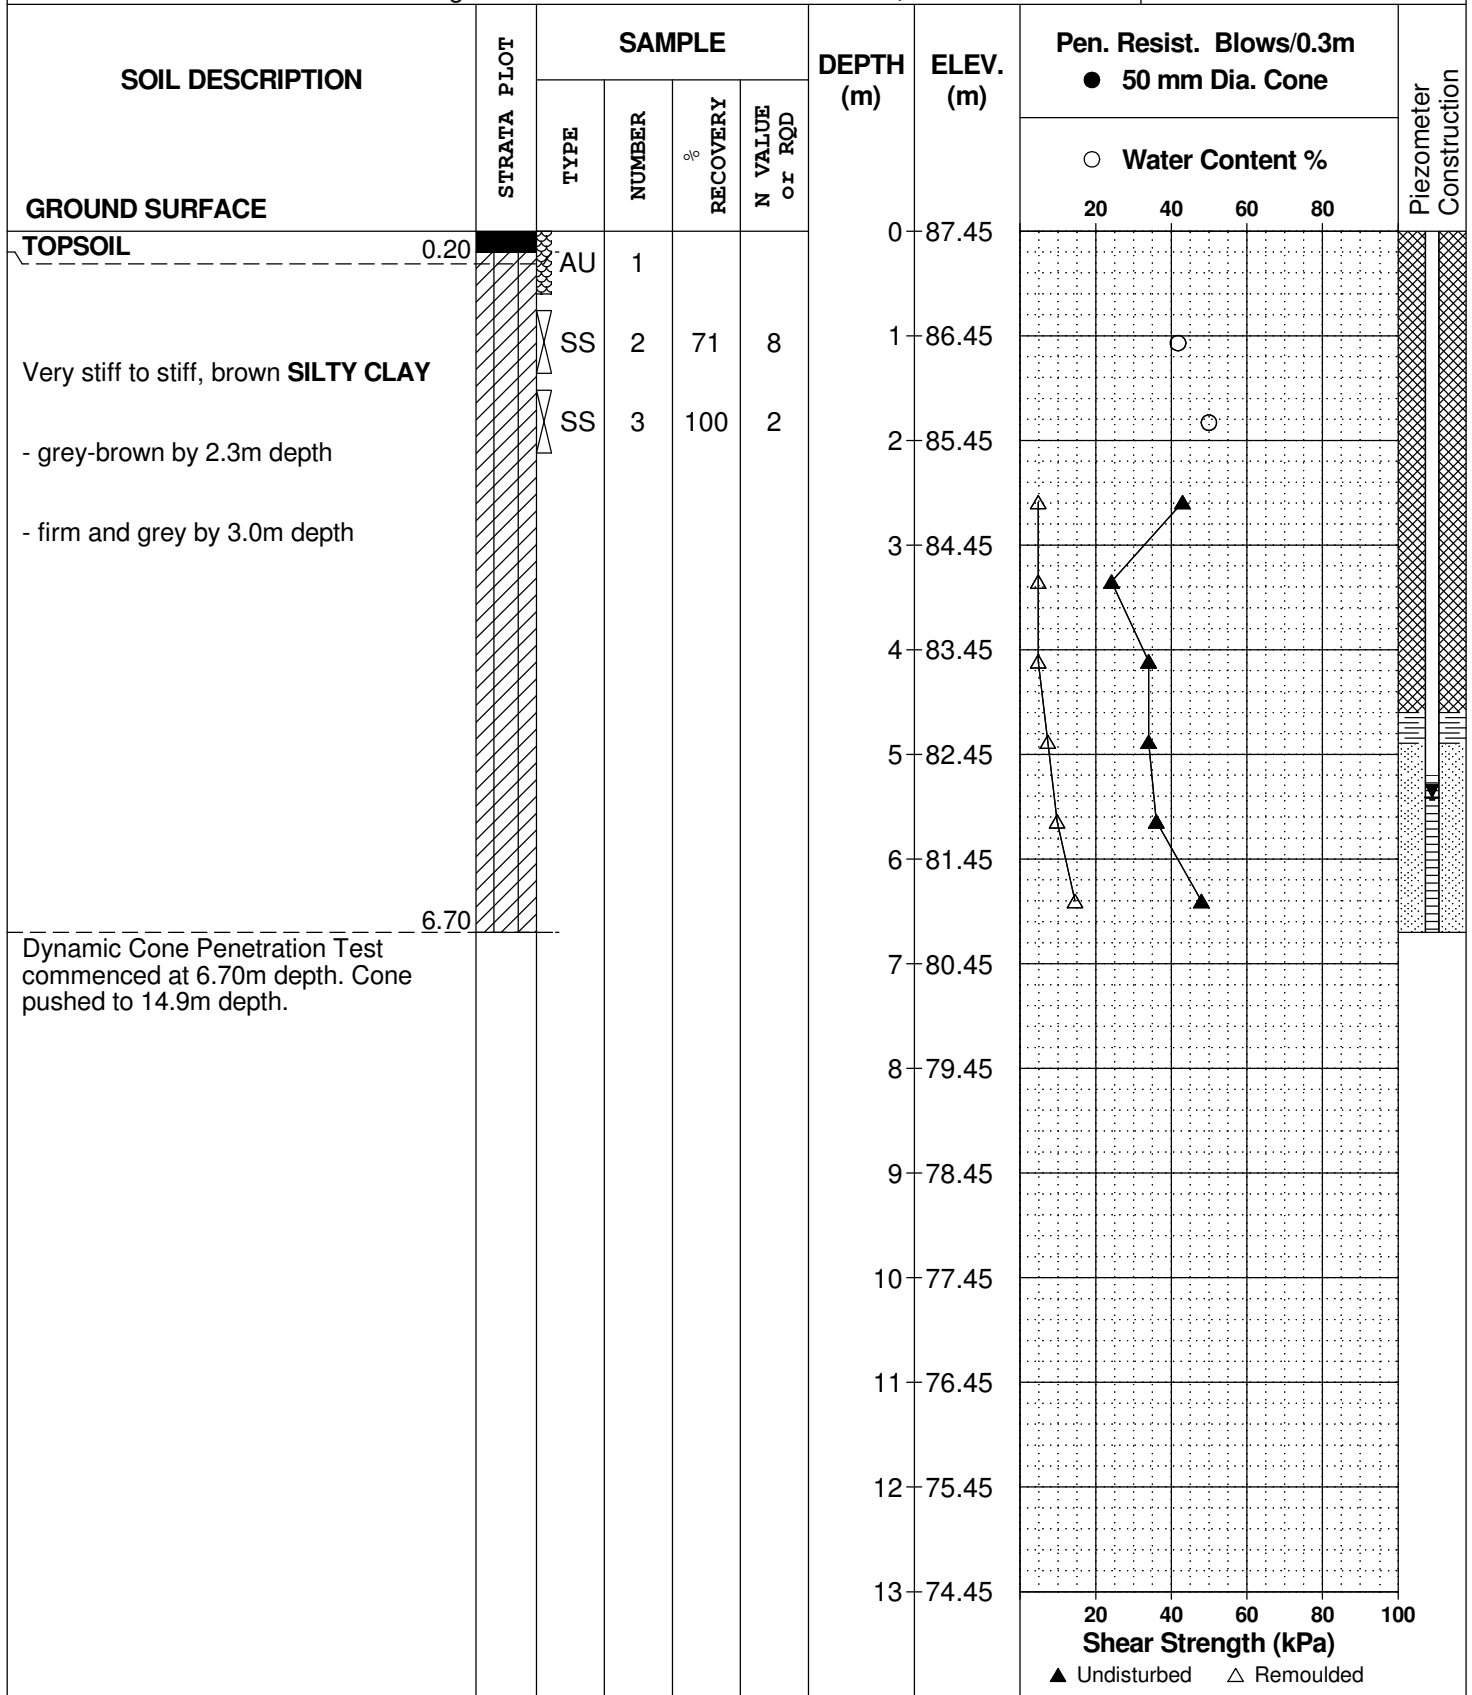 SOIL DESCRIPTION
GROUND SURFACE
STRATA PLOT
SAMPLE
TYPE
NUMBER
%
RECOVERY
N VALUE
or RQD
DEPTH
(m)
ELEV.
(m)
Pen. Resist. Blows/0.3m
● 50 mm Dia. Cone
○ Water Content %
20 40 60 80
Piezometer
Construction
TOPSOIL 0.20
AU 1
SS 2 71 8
Very stiff to stiff, brown SILTY CLAY
SS 3 100 2
- grey-brown by 2.3m depth
- firm and grey by 3.0m depth
6.70
Dynamic Cone Penetration Test
commenced at 6.70m depth. Cone
pushed to 14.9m depth.
0 87.45
1 86.45
2 85.45
3 84.45
4 83.45
5 82.45
6 81.45
7 80.45
8 79.45
9 78.45
10 77.45
11 76.45
12 75.45
13 74.45
20 40 60 80 100
Shear Strength (kPa)
▲ Undisturbed △ Remoulded